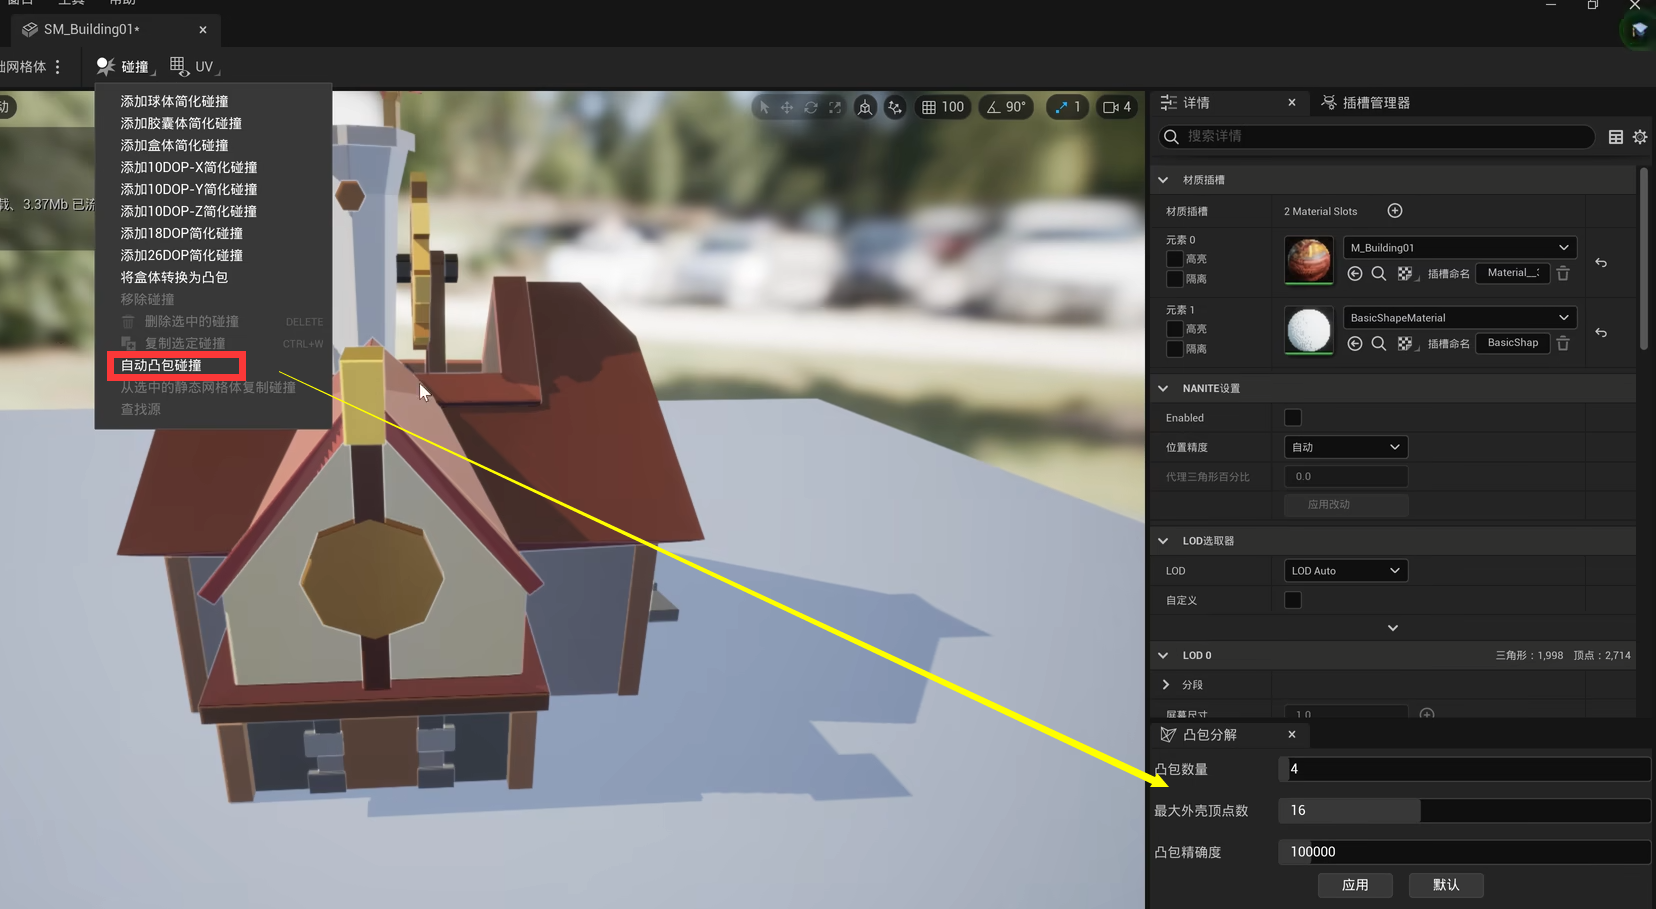 窗口 工具 帮助
SM_Building01*
础网格体
碰撞
UV
添加球体简化碰撞
添加胶囊体简化碰撞
添加盒体简化碰撞
添加10DOP-X简化碰撞
添加10DOP-Y简化碰撞
添加10DOP-Z简化碰撞
添加18DOP简化碰撞
添加26DOP简化碰撞
将盒体转换为凸包
移除碰撞
删除选中的碰撞 DELETE
复制选定碰撞 CTRL+W
自动凸包碰撞
从选中的静态网格体复制碰撞
查找源
动
载、3.37Mb 已流
100
90°
1
4
详情
插槽管理器
搜索详情
材质插槽
材质插槽 2 Material Slots
元素 0
高亮
隔离
M_Building01
插槽命名 Material__
元素 1
高亮
隔离
BasicShapeMaterial
插槽命名 BasicShap
NANITE设置
Enabled
位置精度 自动
代理三角形百分比 0.0
应用改动
LOD选取器
LOD LOD Auto
自定义
LOD 0 三角形：1,998 顶点：2,714
分段
屏幕尺寸 1.0
凸包分解
凸包数量 4
最大外壳顶点数 16
凸包精确度 100000
应用 默认